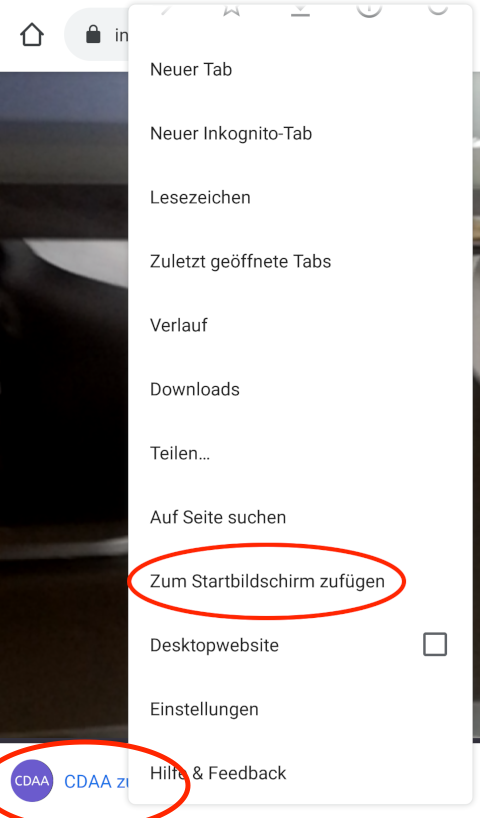 in
Neuer Tab
Neuer Inkognito-Tab
Lesezeichen
Zuletzt geöffnete Tabs
Verlauf
Downloads
Teilen...
Auf Seite suchen
Zum Startbildschirm zufügen
Desktopwebsite
Einstellungen
Hilfe & Feedback
CDAA CDAA zu